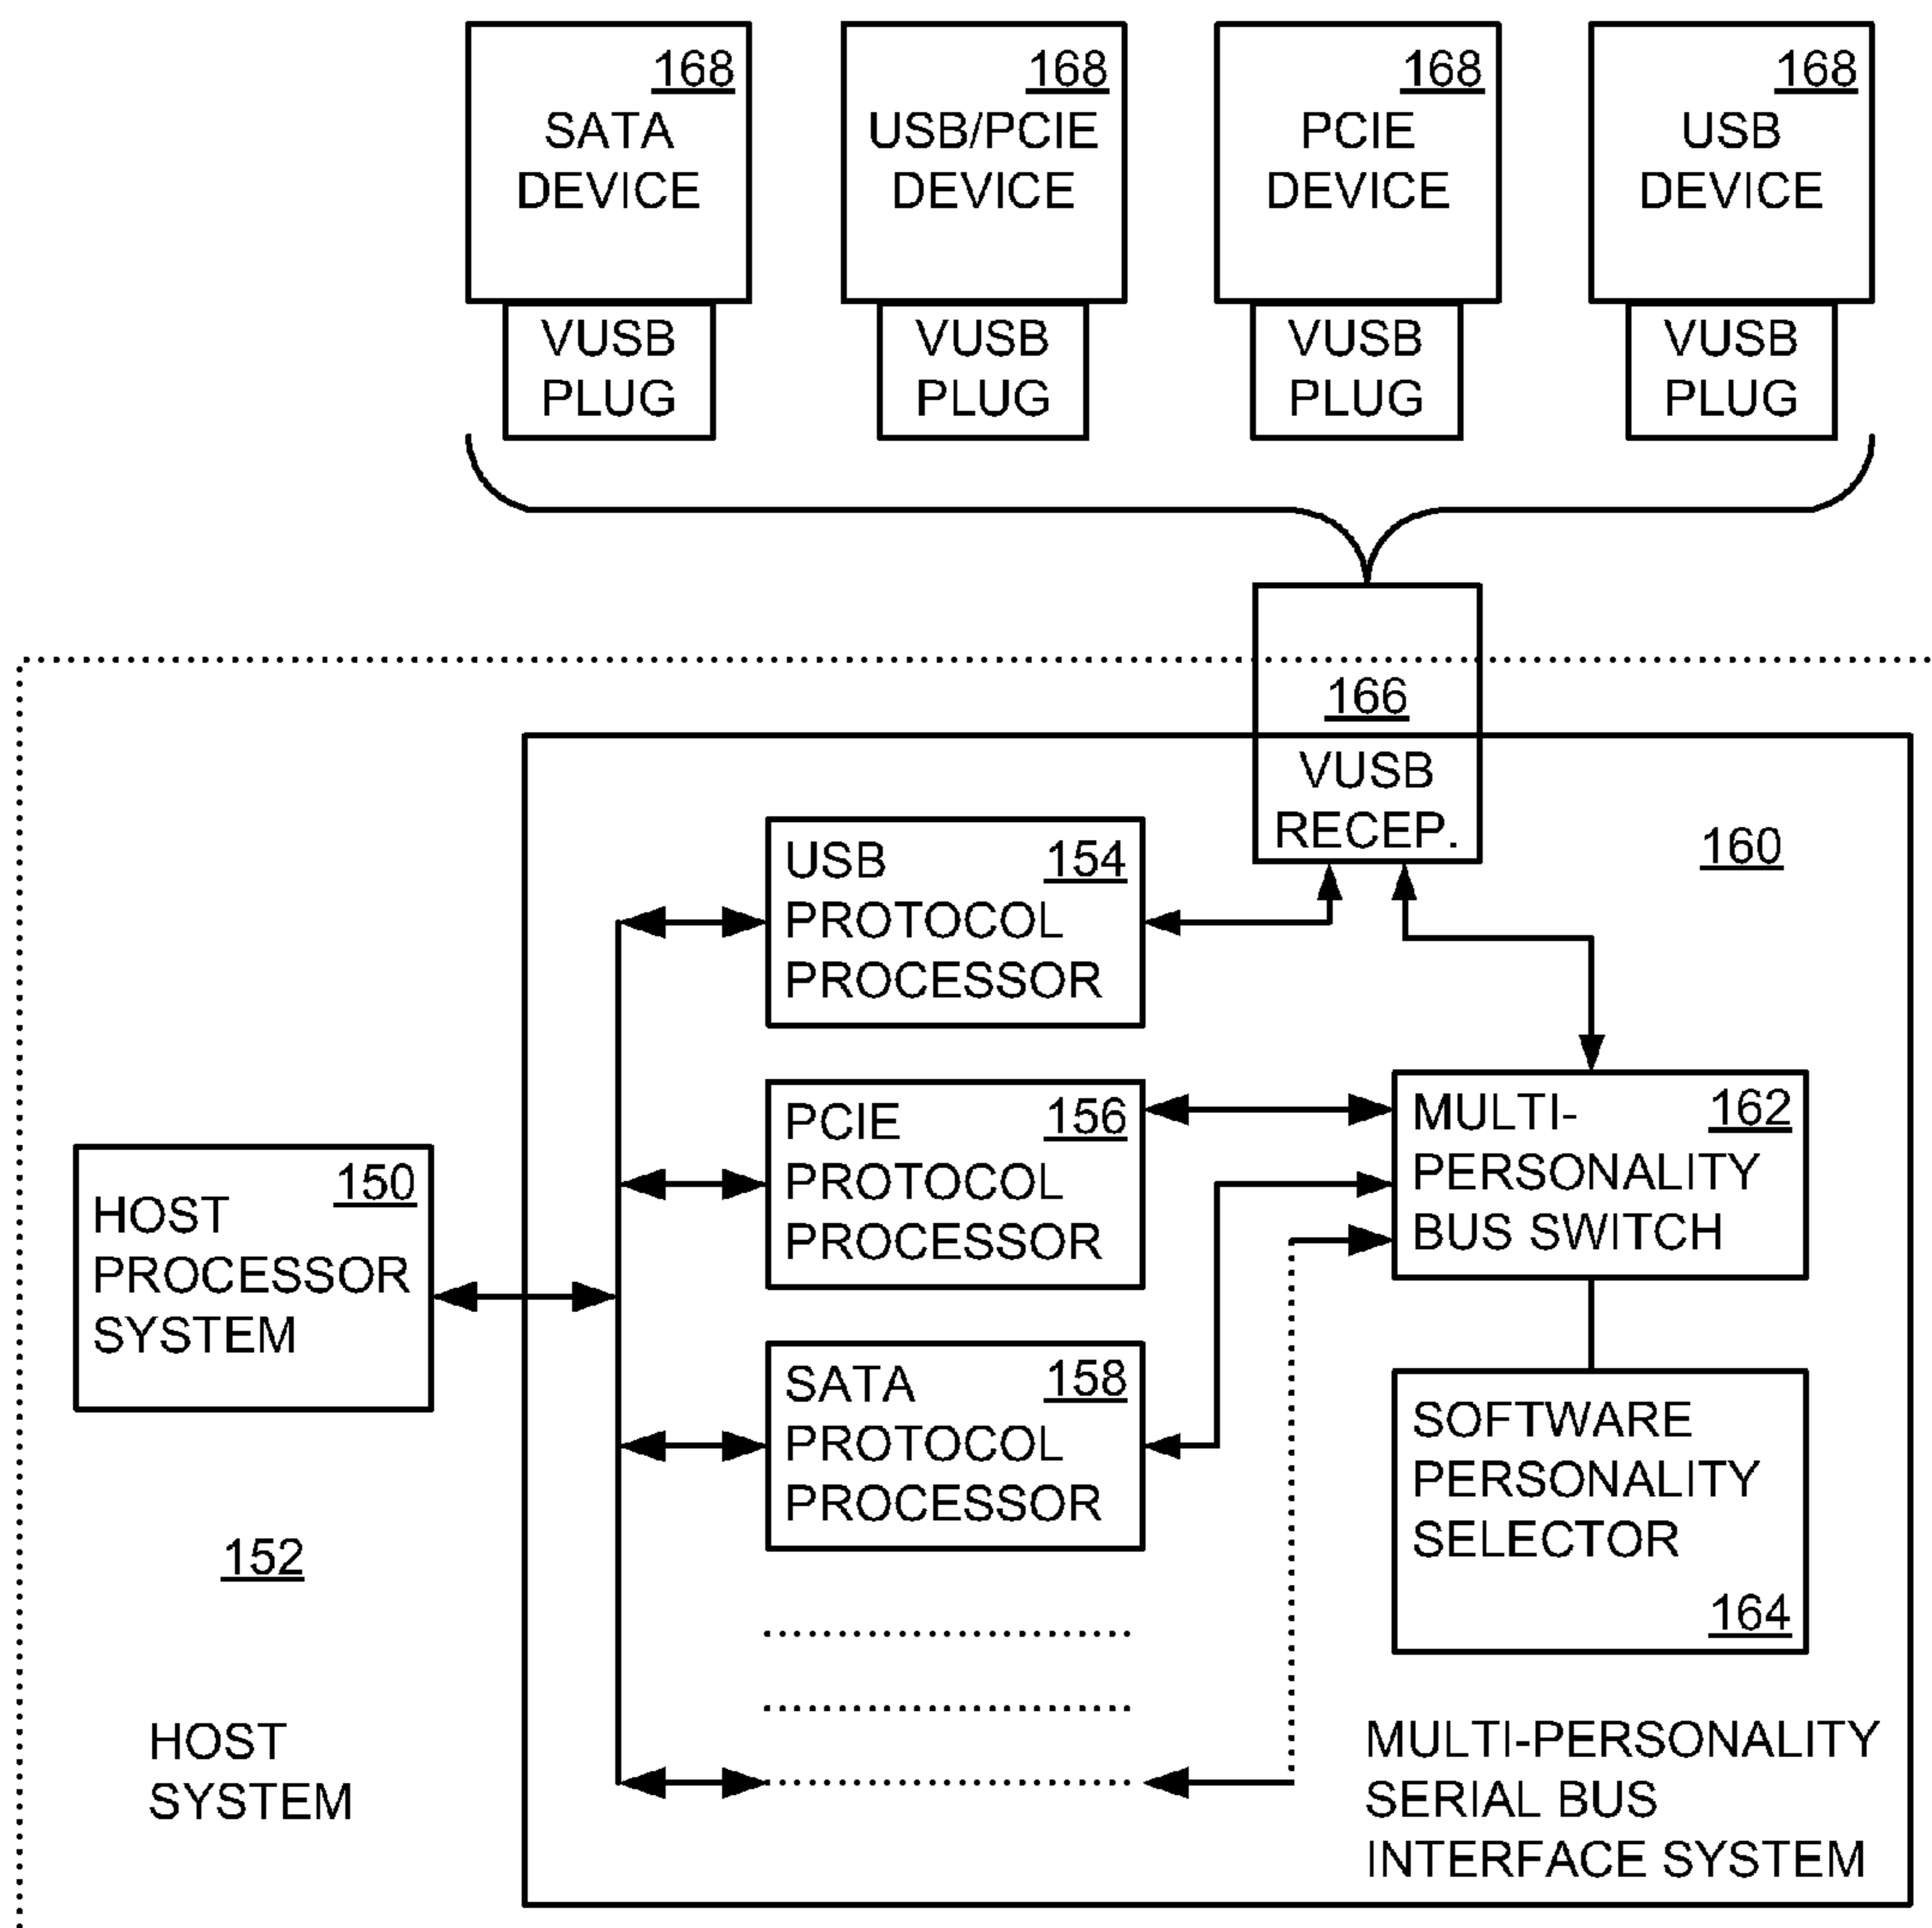 168
SATA
DEVICE
VUSB
PLUG
168
USB/PCIE
DEVICE
VUSB
PLUG
168
PCIE
DEVICE
VUSB
PLUG
168
USB
DEVICE
VUSB
PLUG
166
VUSB
RECEP.
160
USB 154
PROTOCOL
PROCESSOR
PCIE 156
PROTOCOL
PROCESSOR
MULTI- 162
PERSONALITY
BUS SWITCH
150
HOST
PROCESSOR
SYSTEM
SATA 158
PROTOCOL
PROCESSOR
SOFTWARE
PERSONALITY
SELECTOR
164
152
HOST
SYSTEM
MULTI-PERSONALITY
SERIAL BUS
INTERFACE SYSTEM